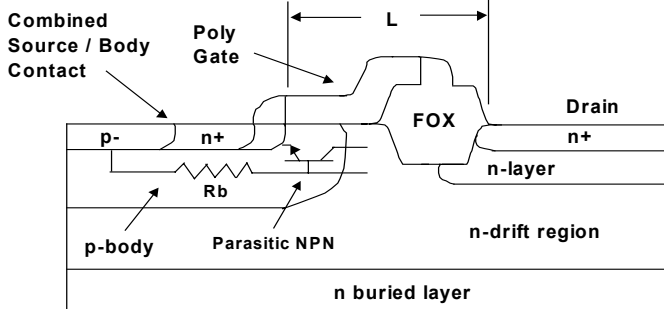 Combined
Source / Body
Contact
Poly
Gate
L
FOX
Drain
p-
n+
n+
n-layer
Rb
p-body
Parasitic NPN
n-drift region
n buried layer